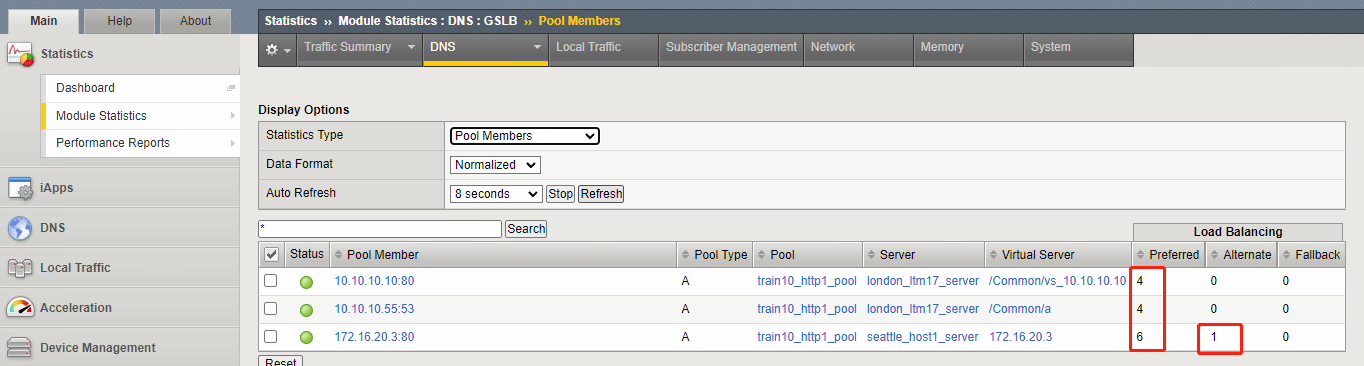 Main Help About
Statistics ›› Module Statistics : DNS : GSLB ›› Pool Members
Traffic Summary DNS Local Traffic Subscriber Management Network Memory System
Statistics
Dashboard
Module Statistics
Performance Reports
iApps
DNS
Local Traffic
Acceleration
Device Management
Display Options
Statistics Type Pool Members
Data Format Normalized
Auto Refresh 8 seconds Stop Refresh
* Search
Load Balancing
Status Pool Member Pool Type Pool Server Virtual Server Preferred Alternate Fallback
10.10.10.10:80 A train10_http1_pool london_ltm17_server /Common/vs_10.10.10.10 4 0 0
10.10.10.55:53 A train10_http1_pool london_ltm17_server /Common/a 4 0 0
172.16.20.3:80 A train10_http1_pool seattle_host1_server 172.16.20.3 6 1 0
Reset